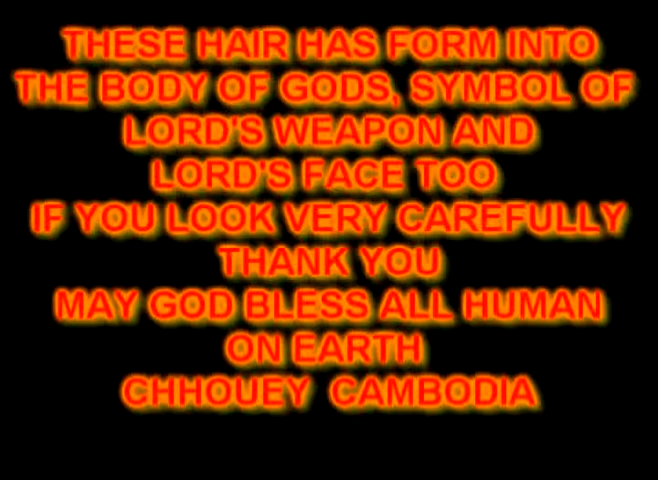 THESE HAIR HAS FORM INTO
THE BODY OF GODS, SYMBOL OF
LORD'S WEAPON AND
LORD'S FACE TOO
IF YOU LOOK VERY CAREFULLY
THANK YOU
MAY GOD BLESS ALL HUMAN
ON EARTH
CHHOUEY CAMBODIA